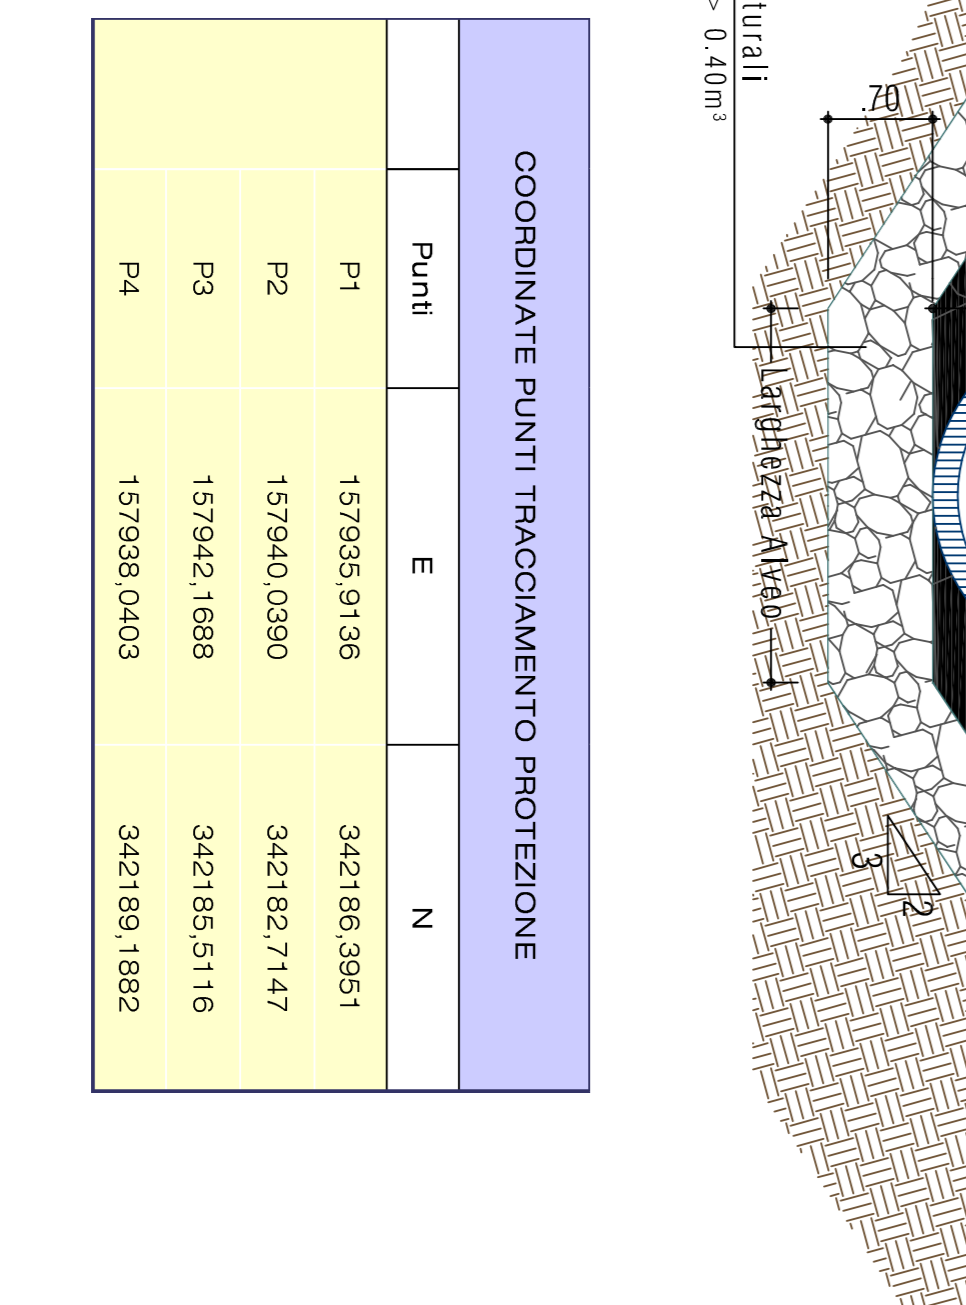 turali
> 0.40m³
.70
Larghezza Alveo
3
2
COORDINATE PUNTI TRACCIAMENTO PROTEZIONE
Punti E N
P1 157935,9136 342186,3951
P2 157940,0390 342182,7147
P3 157942,1688 342185,5116
P4 157938,0403 342189,1882